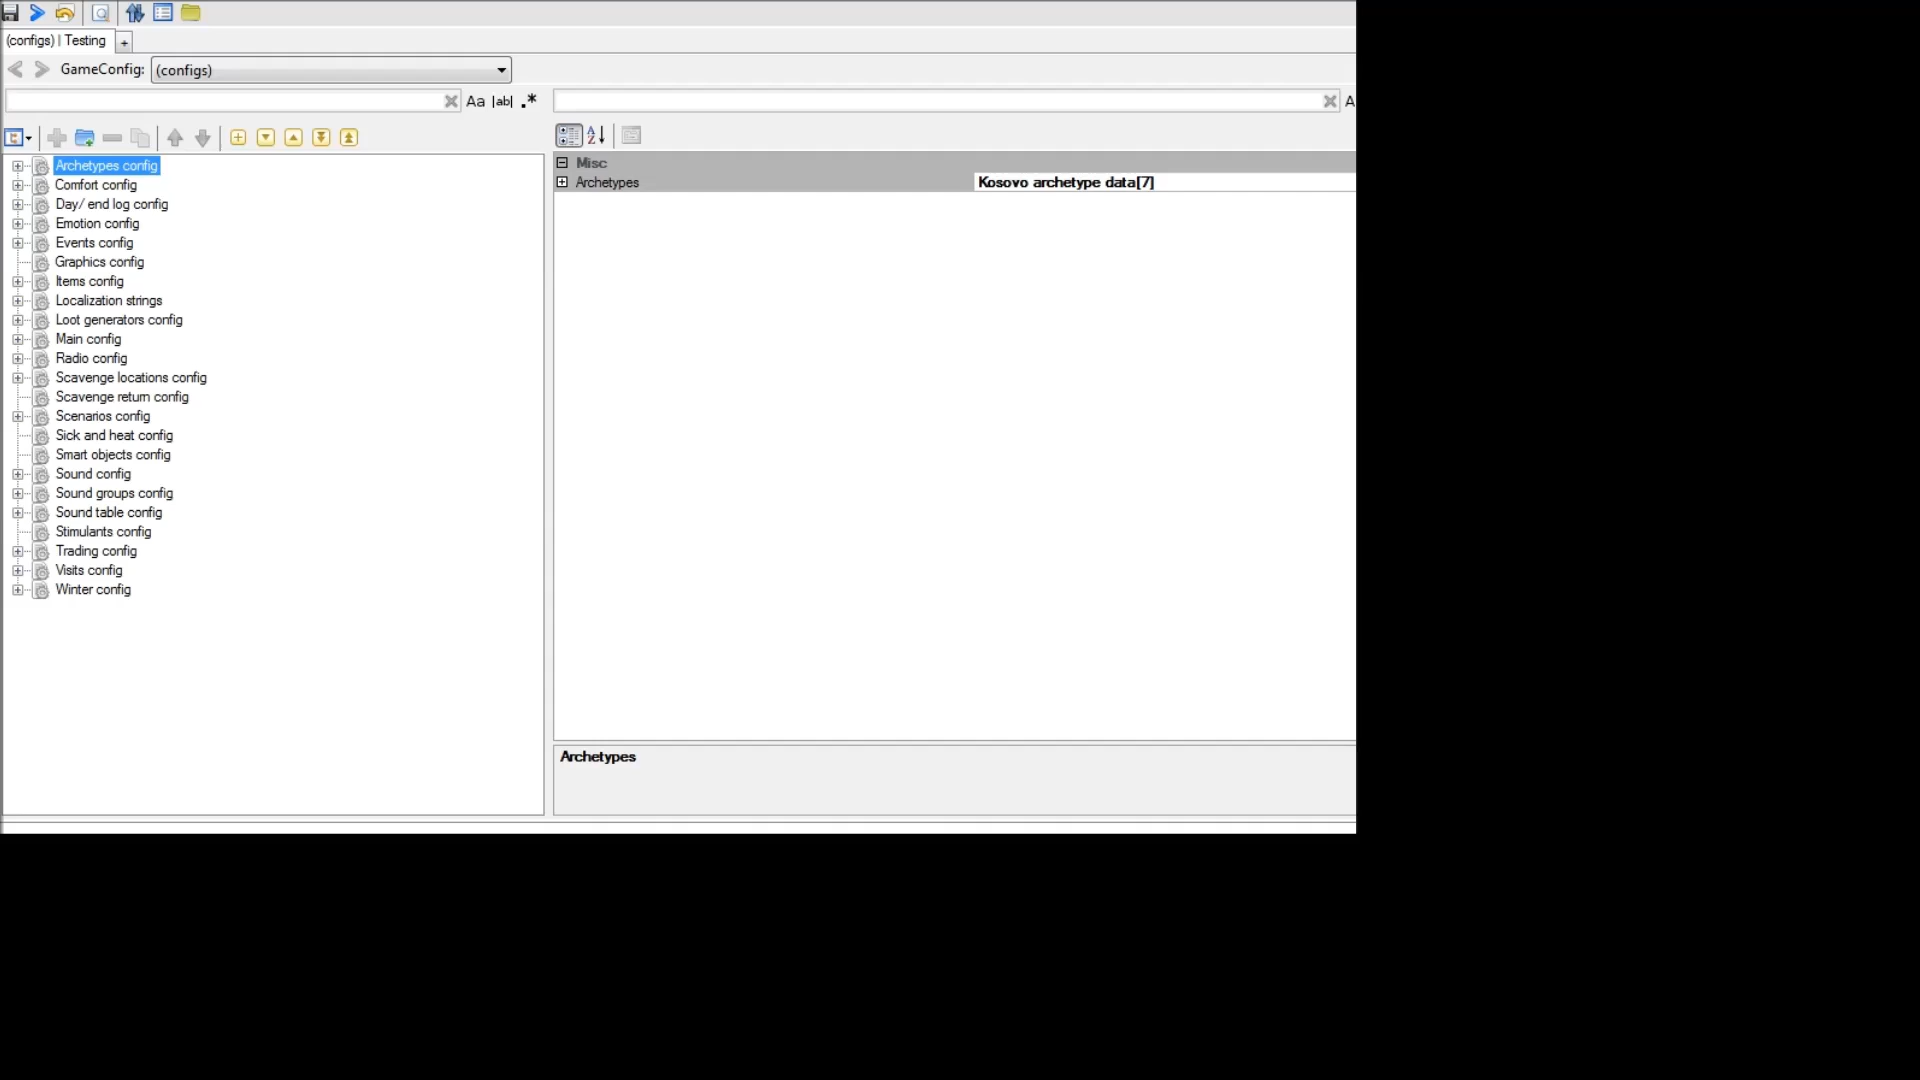 (configs) | Testing
+
GameConfig: (configs)
Aa |ab| .* A
Archetypes config
Comfort config
Day/ end log config
Emotion config
Events config
Graphics config
Items config
Localization strings
Loot generators config
Main config
Radio config
Scavenge locations config
Scavenge return config
Scenarios config
Sick and heat config
Smart objects config
Sound config
Sound groups config
Sound table config
Stimulants config
Trading config
Visits config
Winter config
Misc
Archetypes Kosovo archetype data[7]
Archetypes